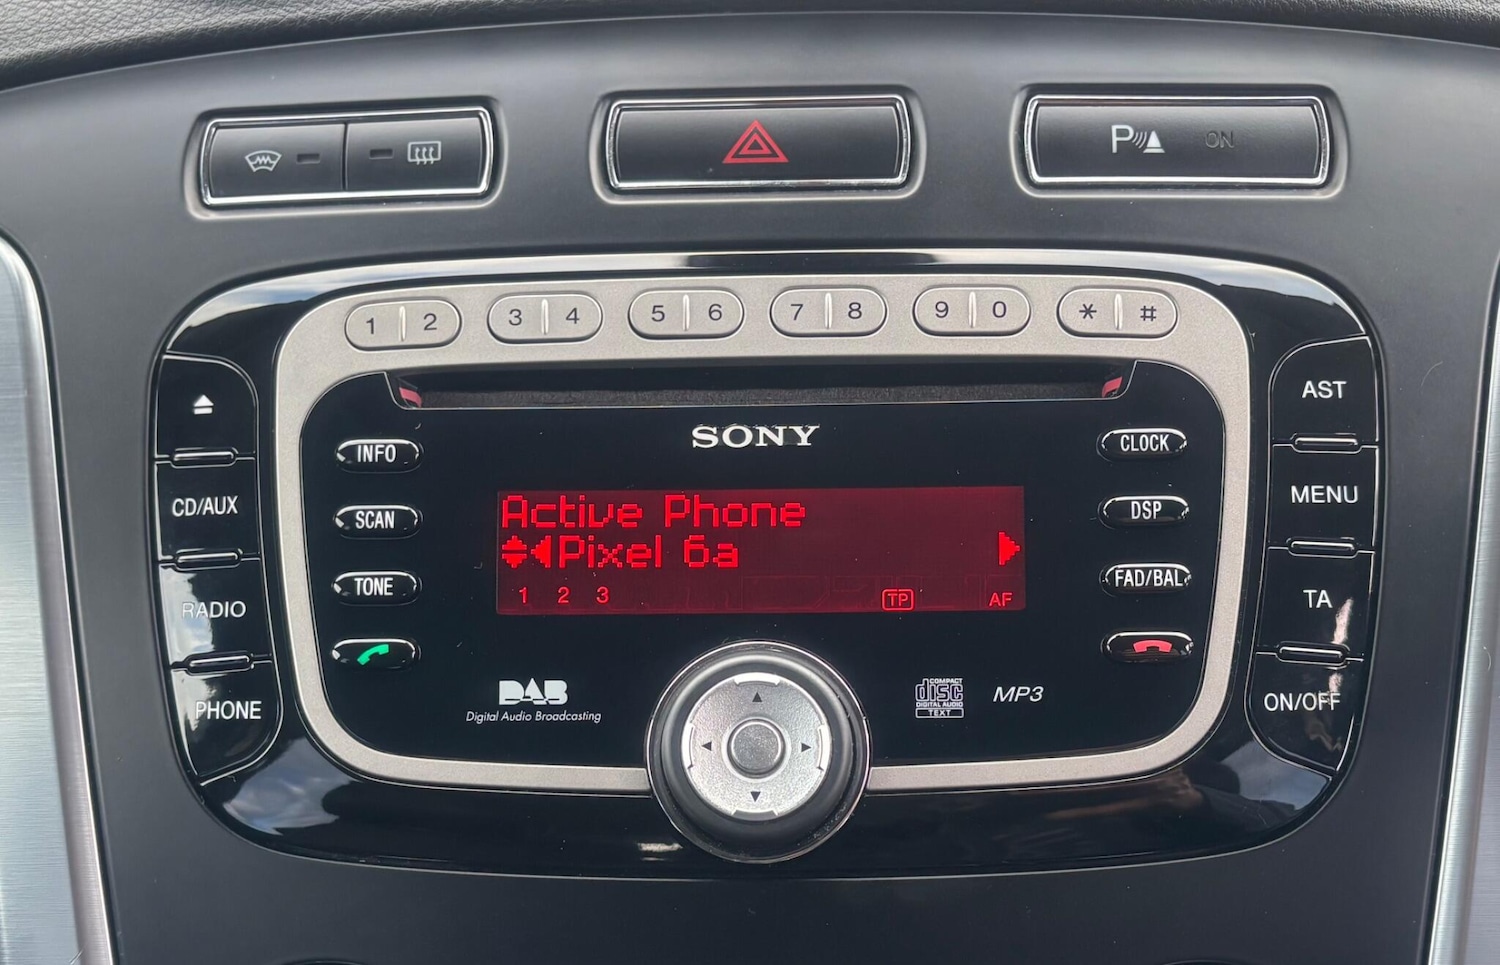 P ON
1 2 3 4 5 6 7 8 9 0 * #
SONY
AST
INFO
CLOCK
CD/AUX
MENU
SCAN
DSP
Active Phone
Pixel 6a
1 2 3 TP AF
TONE
FAD/BAL
RADIO
TA
PHONE
ON/OFF
DAB
Digital Audio Broadcasting
COMPACT
disc
DIGITAL AUDIO
TEXT
MP3